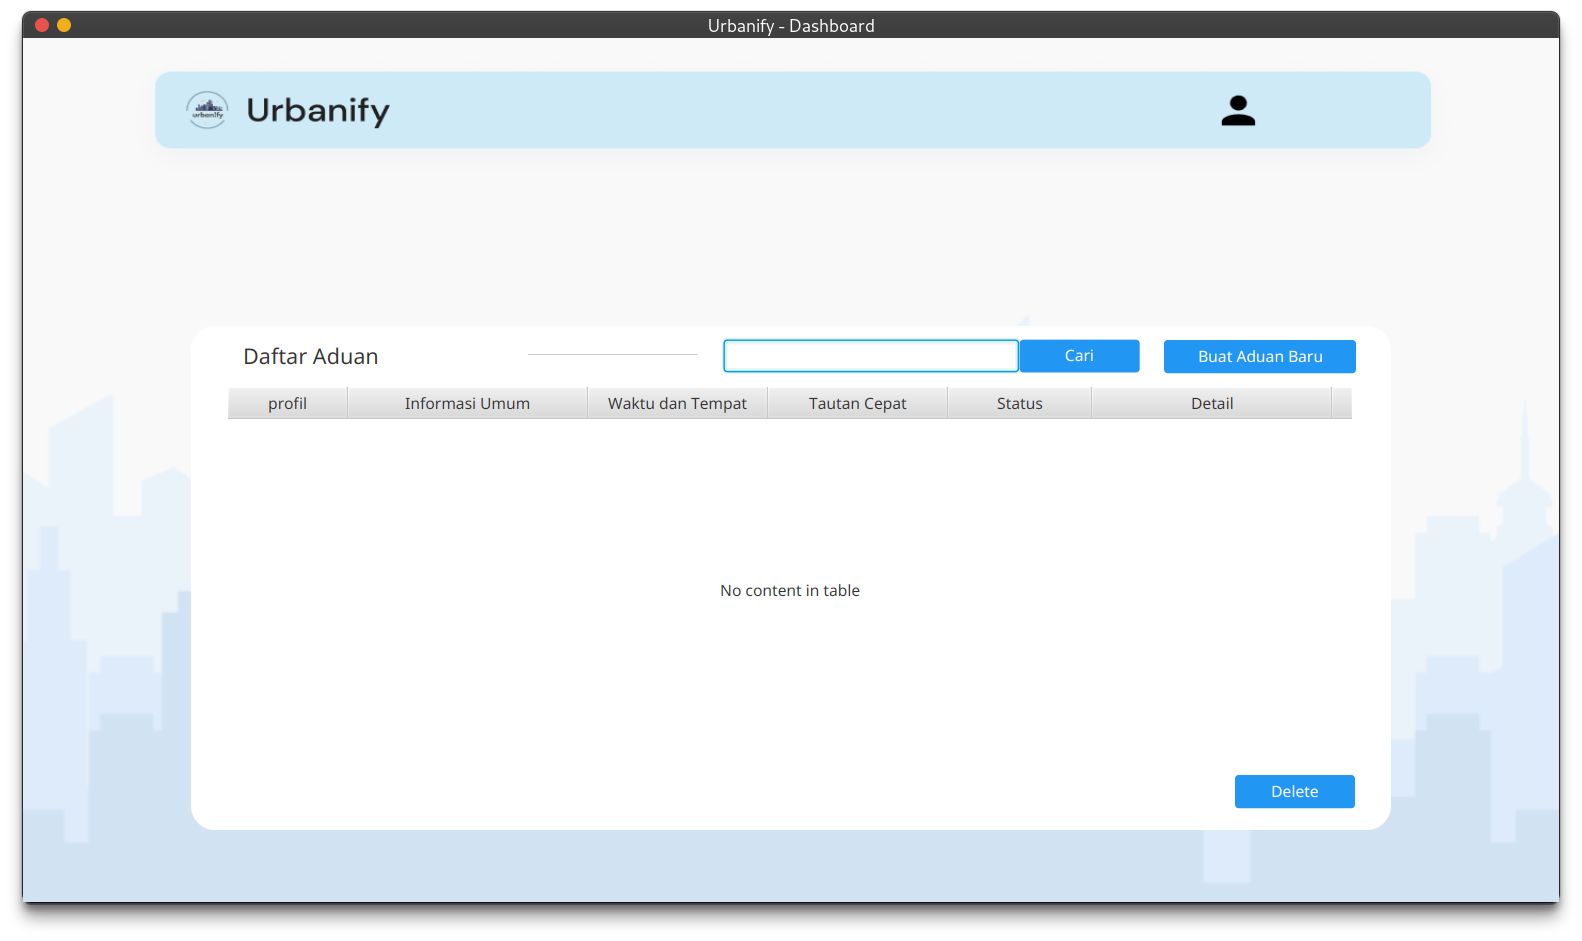 Urbanify - Dashboard
urbanify
Urbanify
Daftar Aduan
Cari
Buat Aduan Baru
profil
Informasi Umum
Waktu dan Tempat
Tautan Cepat
Status
Detail
No content in table
Delete